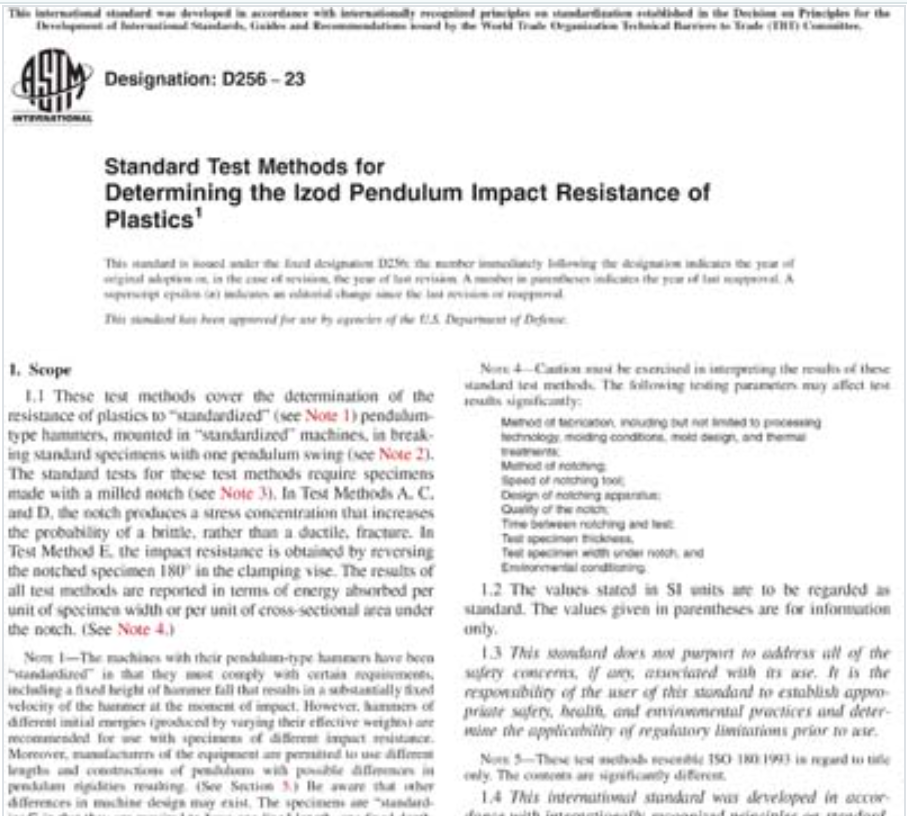 This international standard was developed in accordance with internationally recognized principles on standardization established in the Decision on Principles for the
Development of International Standards, Guides and Recommendations issued by the World Trade Organization Technical Barriers to Trade (TBT) Committee.
ASTM
INTERNATIONAL
Designation: D256 – 23
Standard Test Methods for
Determining the Izod Pendulum Impact Resistance of
Plastics1
This standard is issued under the fixed designation D256; the number immediately following the designation indicates the year of
original adoption or, in the case of revision, the year of last revision. A number in parentheses indicates the year of last reapproval. A
superscript epsilon (ε) indicates an editorial change since the last revision or reapproval.
This standard has been approved for use by agencies of the U.S. Department of Defense.
1. Scope
1.1 These test methods cover the determination of the
resistance of plastics to “standardized” (see Note 1) pendulum-
type hammers, mounted in “standardized” machines, in break-
ing standard specimens with one pendulum swing (see Note 2).
The standard tests for these test methods require specimens
made with a milled notch (see Note 3). In Test Methods A, C,
and D, the notch produces a stress concentration that increases
the probability of a brittle, rather than a ductile, fracture. In
Test Method E, the impact resistance is obtained by reversing
the notched specimen 180° in the clamping vise. The results of
all test methods are reported in terms of energy absorbed per
unit of specimen width or per unit of cross-sectional area under
the notch. (See Note 4.)
NOTE 1—The machines with their pendulum-type hammers have been
“standardized” in that they must comply with certain requirements,
including a fixed height of hammer fall that results in a substantially fixed
velocity of the hammer at the moment of impact. However, hammers of
different initial energies (produced by varying their effective weights) are
recommended for use with specimens of different impact resistance.
Moreover, manufacturers of the equipment are permitted to use different
lengths and constructions of pendulums with possible differences in
pendulum rigidities resulting. (See Section 5.) Be aware that other
differences in machine design may exist. The specimens are “standard-
NOTE 4—Caution must be exercised in interpreting the results of these
standard test methods. The following testing parameters may affect test
results significantly:
Method of fabrication, including but not limited to processing
technology, molding conditions, mold design, and thermal
treatments;
Method of notching;
Speed of notching tool;
Design of notching apparatus;
Quality of the notch;
Time between notching and test;
Test specimen thickness,
Test specimen width under notch, and
Environmental conditioning.
1.2 The values stated in SI units are to be regarded as
standard. The values given in parentheses are for information
only.
1.3 This standard does not purport to address all of the
safety concerns, if any, associated with its use. It is the
responsibility of the user of this standard to establish appro-
priate safety, health, and environmental practices and deter-
mine the applicability of regulatory limitations prior to use.
NOTE 5—These test methods resemble ISO 180:1993 in regard to title
only. The contents are significantly different.
1.4 This international standard was developed in accor-
dance with internationally recognized principles on standard-